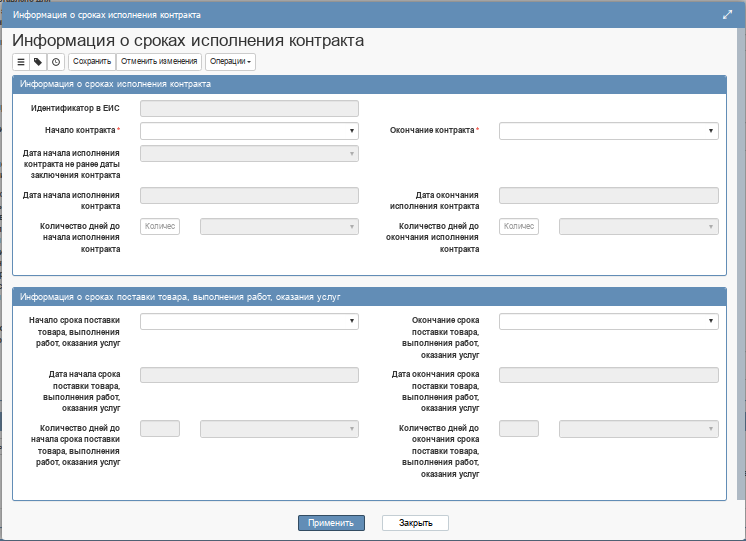 Информация о сроках исполнения контракта
Информация о сроках исполнения контракта
Сохранить Отменить изменения Операции
Информация о сроках исполнения контракта
Идентификатор в ЕИС
Начало контракта *
Окончание контракта *
Дата начала исполнения
контракта не ранее даты
заключения контракта
Дата начала исполнения
контракта
Дата окончания
исполнения контракта
Количество дней до
начала исполнения
контракта
Количес
Количество дней до
окончания исполнения
контракта
Количес
Информация о сроках поставки товара, выполнения работ, оказания услуг
Начало срока поставки
товара, выполнения
работ, оказания услуг
Окончание срока
поставки товара,
выполнения работ,
оказания услуг
Дата начала срока
поставки товара,
выполнения работ,
оказания услуг
Дата окончания срока
поставки товара,
выполнения работ,
оказания услуг
Количество дней до
начала срока поставки
товара, выполнения
работ, оказания услуг
Количество дней до
окончания срока
поставки товара,
выполнения работ,
оказания услуг
Применить Закрыть